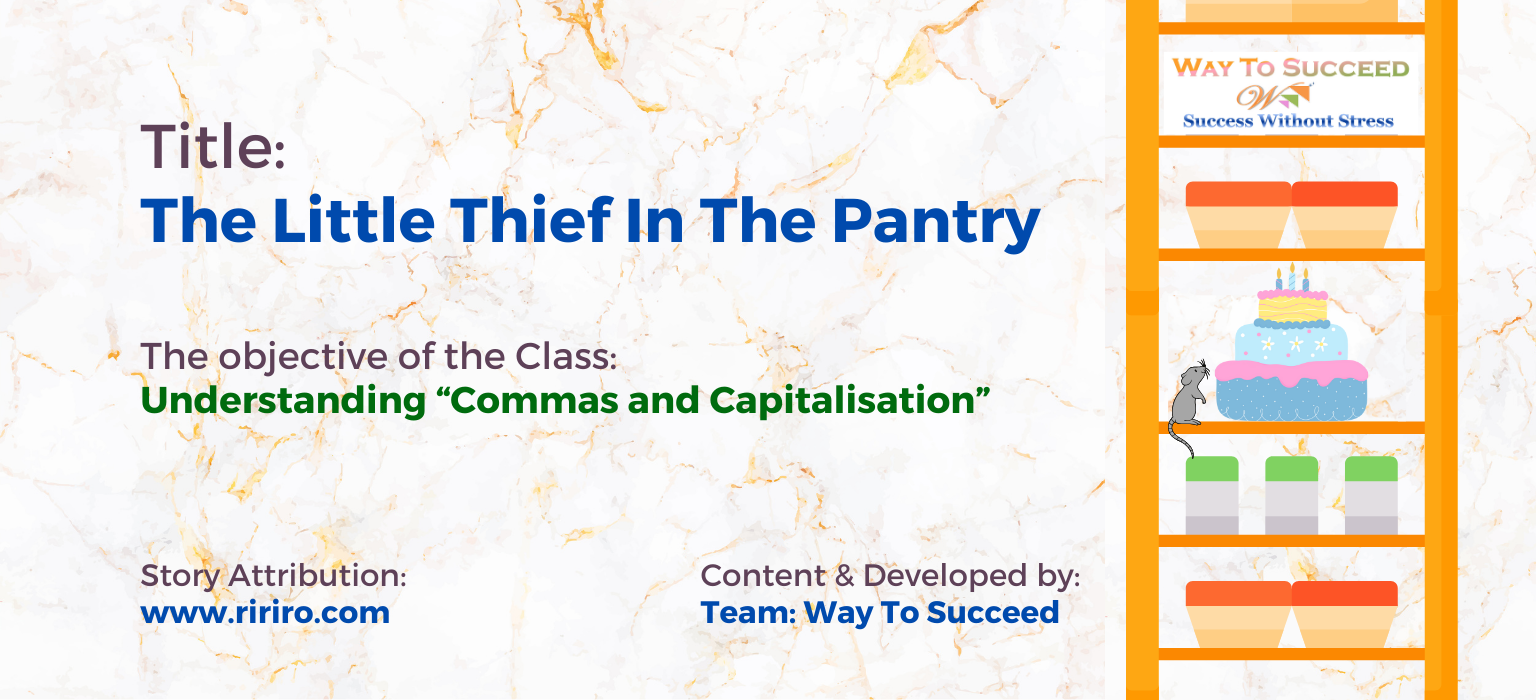 Title:
The Little Thief In The Pantry
The objective of the Class:
Understanding “Commas and Capitalisation”
Story Attribution:
www.ririro.com
Content & Developed by:
Team: Way To Succeed
WAY TO SUCCEED
W
Success Without Stress